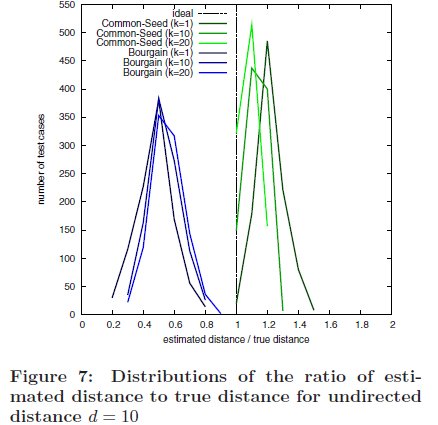 550
500
450
400
350
300
250
200
150
100
50
0
number of test cases
ideal
Common-Seed (k=1)
Common-Seed (k=10)
Common-Seed (k=20)
Bourgain (k=1)
Bourgain (k=10)
Bourgain (k=20)
0 0.2 0.4 0.6 0.8 1 1.2 1.4 1.6 1.8 2
estimated distance / true distance
Figure 7: Distributions of the ratio of esti-
mated distance to true distance for undirected
distance d = 10